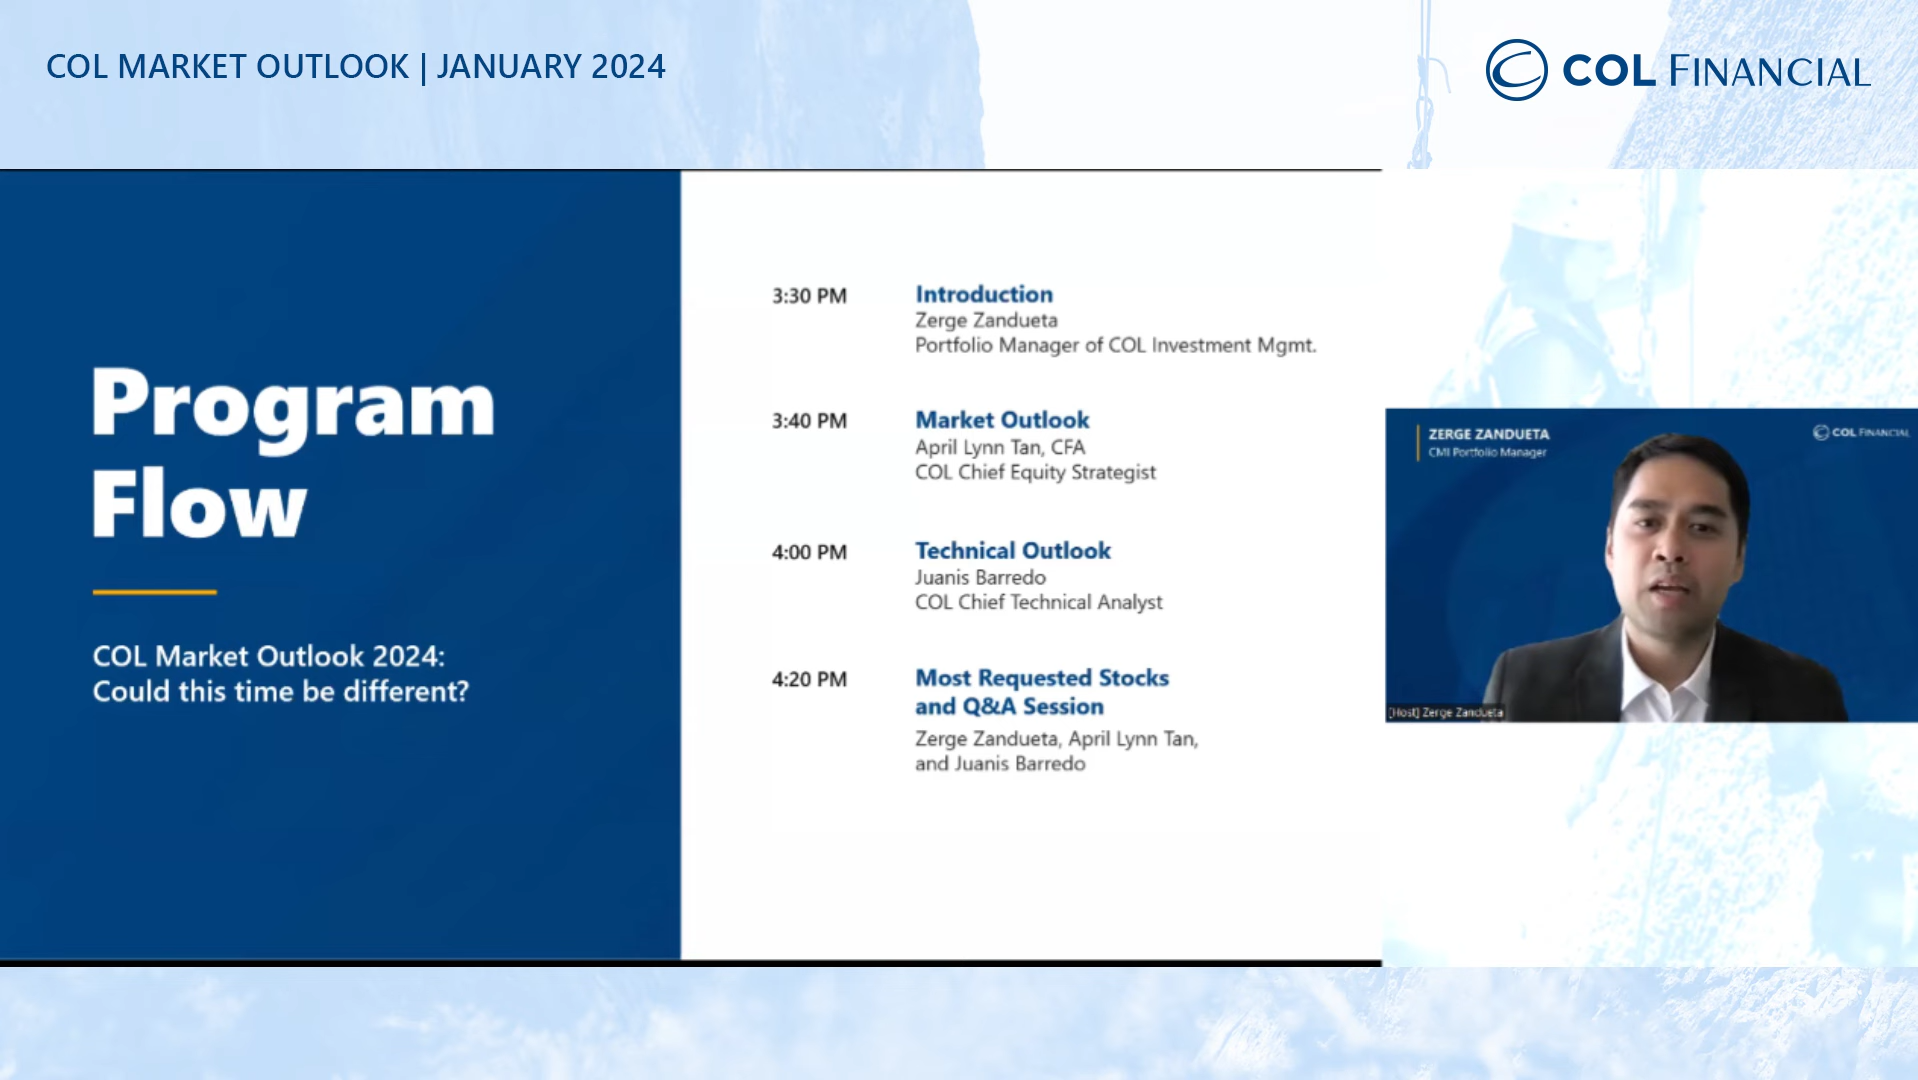 COL MARKET OUTLOOK | JANUARY 2024
COL FINANCIAL
Program
Flow
COL Market Outlook 2024:
Could this time be different?
3:30 PM
Introduction
Zerge Zandueta
Portfolio Manager of COL Investment Mgmt.
3:40 PM
Market Outlook
April Lynn Tan, CFA
COL Chief Equity Strategist
4:00 PM
Technical Outlook
Juanis Barredo
COL Chief Technical Analyst
4:20 PM
Most Requested Stocks
and Q&A Session
Zerge Zandueta, April Lynn Tan,
and Juanis Barredo
ZERGE ZANDUETA
CMI Portfolio Manager
COL FINANCIAL
[Host] Zerge Zandueta